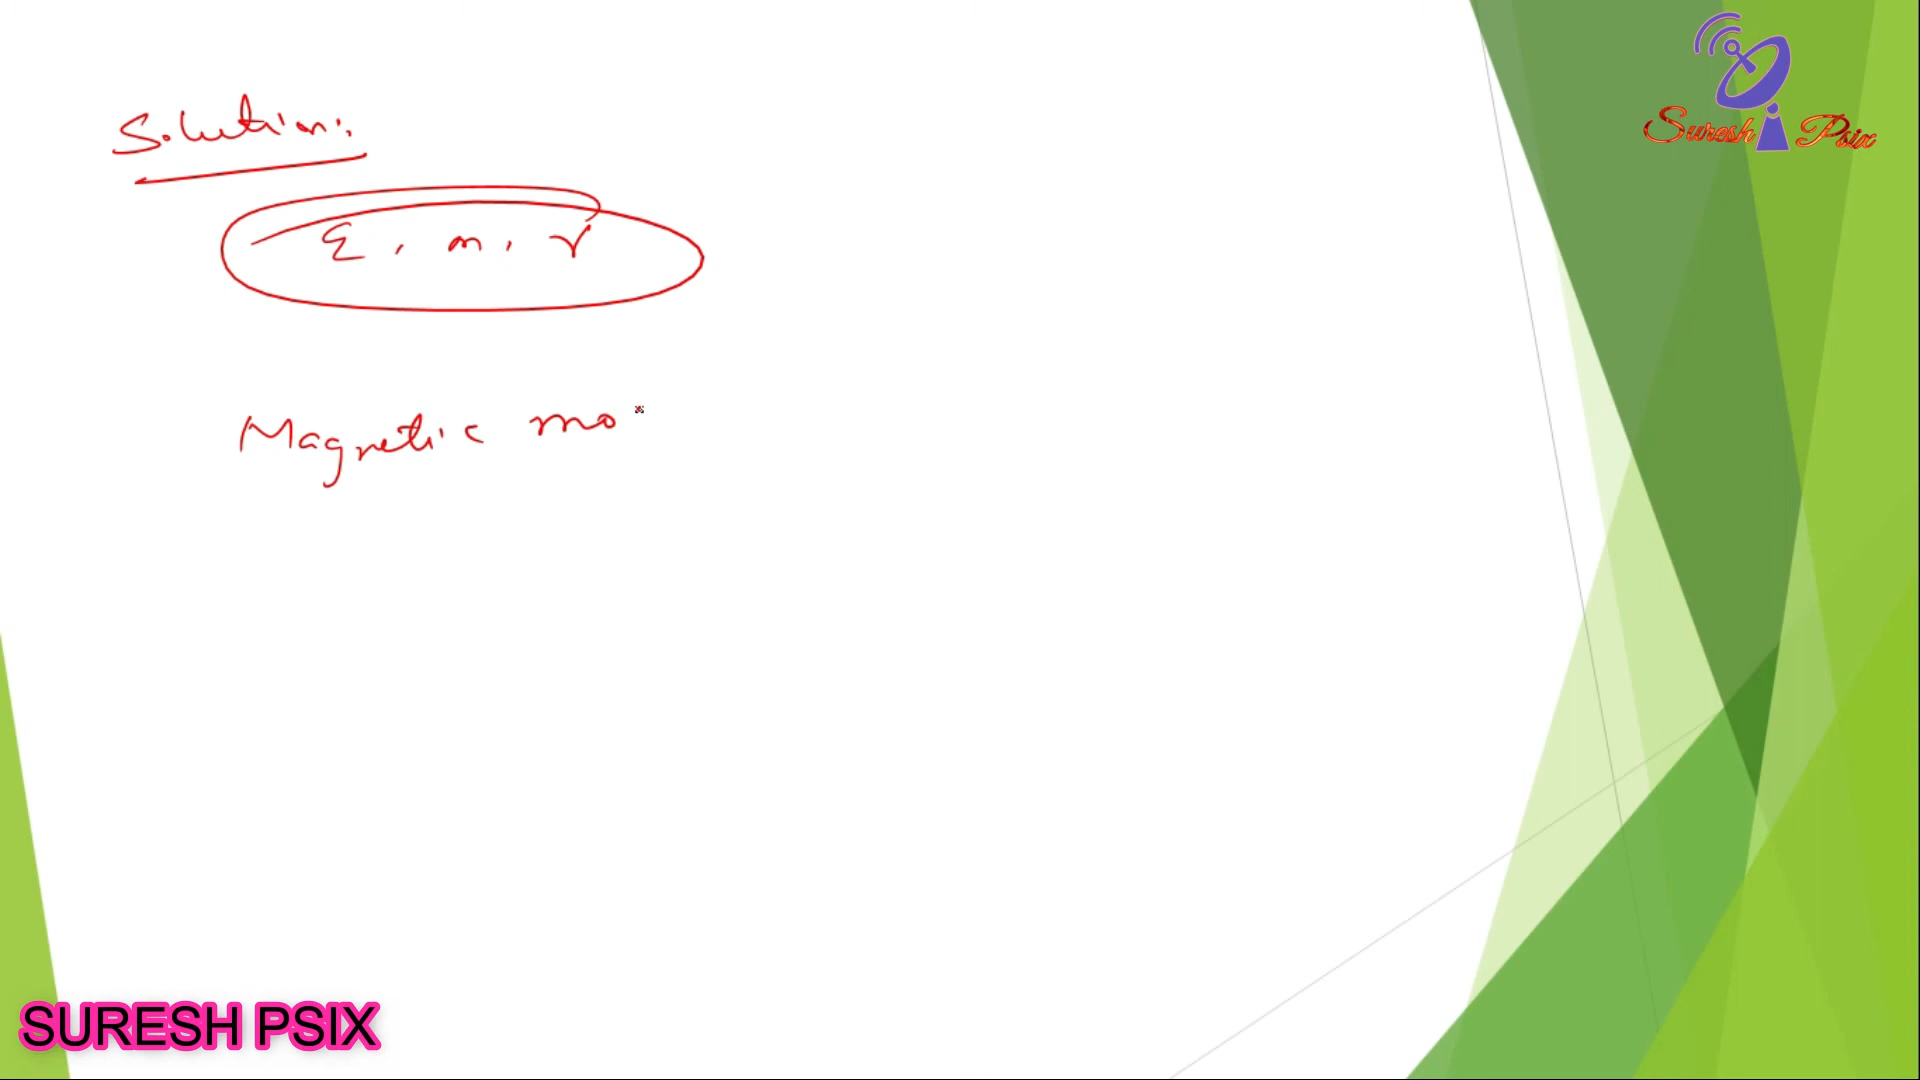 Solution:
Suresh Psix
Σ, m, r
Magnetic mo
SURESH PSIX